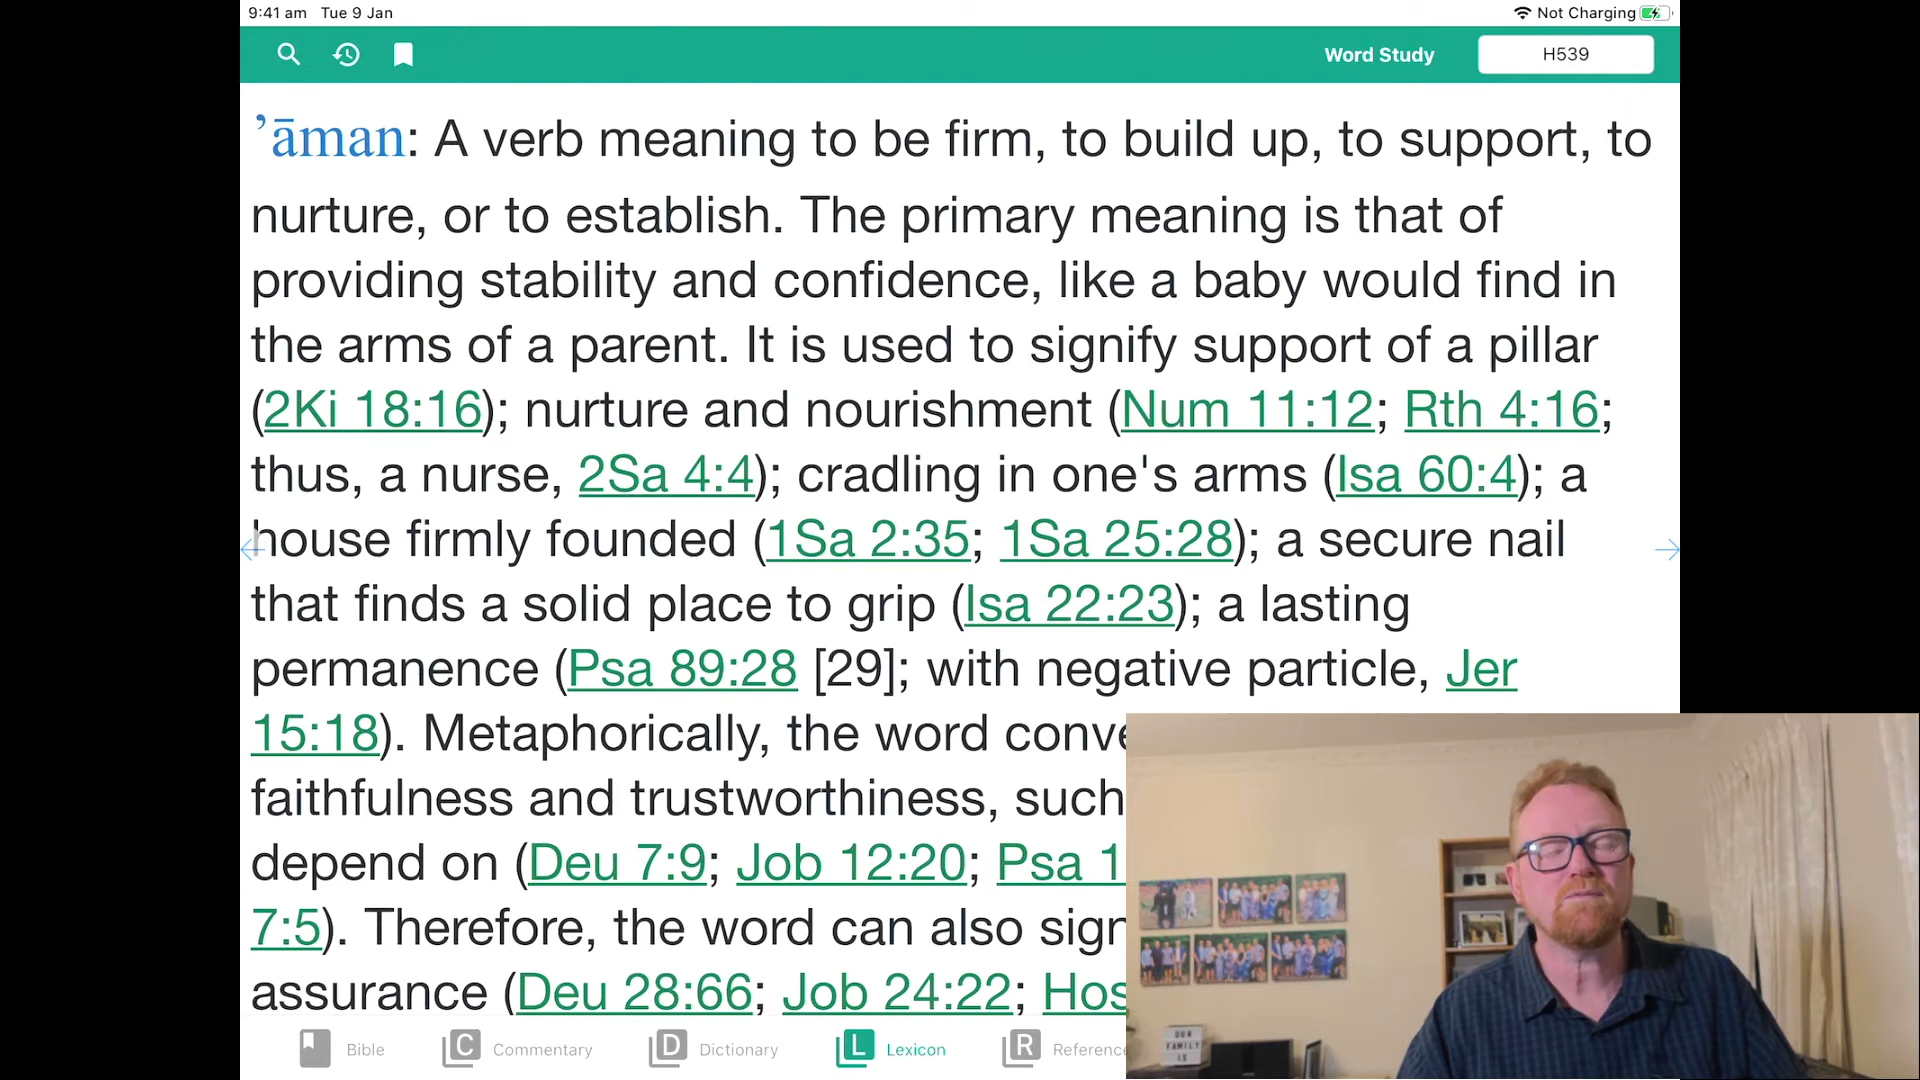 9:41 am Tue 9 Jan
Not Charging
Word Study
H539
’āman: A verb meaning to be firm, to build up, to support, to
nurture, or to establish. The primary meaning is that of
providing stability and confidence, like a baby would find in
the arms of a parent. It is used to signify support of a pillar
(2Ki 18:16); nurture and nourishment (Num 11:12; Rth 4:16;
thus, a nurse, 2Sa 4:4); cradling in one's arms (Isa 60:4); a
house firmly founded (1Sa 2:35; 1Sa 25:28); a secure nail
that finds a solid place to grip (Isa 22:23); a lasting
permanence (Psa 89:28 [29]; with negative particle, Jer
15:18). Metaphorically, the word conve
faithfulness and trustworthiness, such
depend on (Deu 7:9; Job 12:20; Psa 1
7:5). Therefore, the word can also sign
assurance (Deu 28:66; Job 24:22; Hos
Bible
C Commentary
D Dictionary
L Lexicon
R Reference
OUR
FAMILY
IS